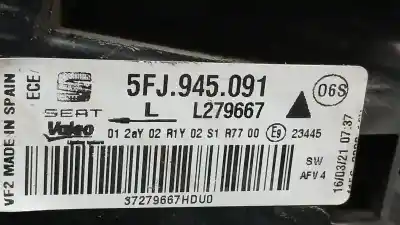 ECE
SEAT
5FJ.945.091
06S
L
L279667
Valeo
01 2aY 02 R1Y 02 S1 R77 00
E9
23445
SW
AFV 4
37279667HDU0
VF2 MADE IN SPAIN
16/03/21 07:37